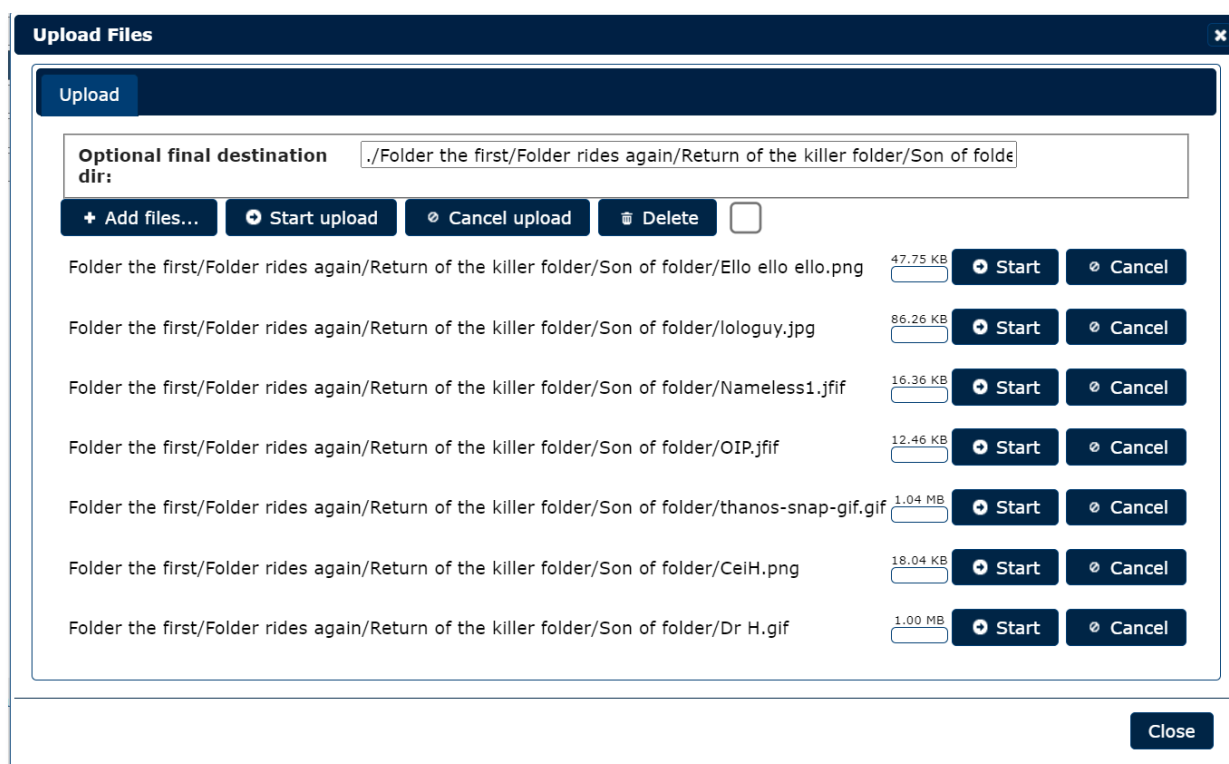 Upload Files
Upload
Optional final destination dir:
./Folder the first/Folder rides again/Return of the killer folder/Son of folde
Add files... Start upload Cancel upload Delete
Folder the first/Folder rides again/Return of the killer folder/Son of folder/Ello ello ello.png 47.75 KB Start Cancel
Folder the first/Folder rides again/Return of the killer folder/Son of folder/lologuy.jpg 86.26 KB Start Cancel
Folder the first/Folder rides again/Return of the killer folder/Son of folder/Nameless1.jfif 16.36 KB Start Cancel
Folder the first/Folder rides again/Return of the killer folder/Son of folder/OIP.jfif 12.46 KB Start Cancel
Folder the first/Folder rides again/Return of the killer folder/Son of folder/thanos-snap-gif.gif 1.04 MB Start Cancel
Folder the first/Folder rides again/Return of the killer folder/Son of folder/CeiH.png 18.04 KB Start Cancel
Folder the first/Folder rides again/Return of the killer folder/Son of folder/Dr H.gif 1.00 MB Start Cancel
Close